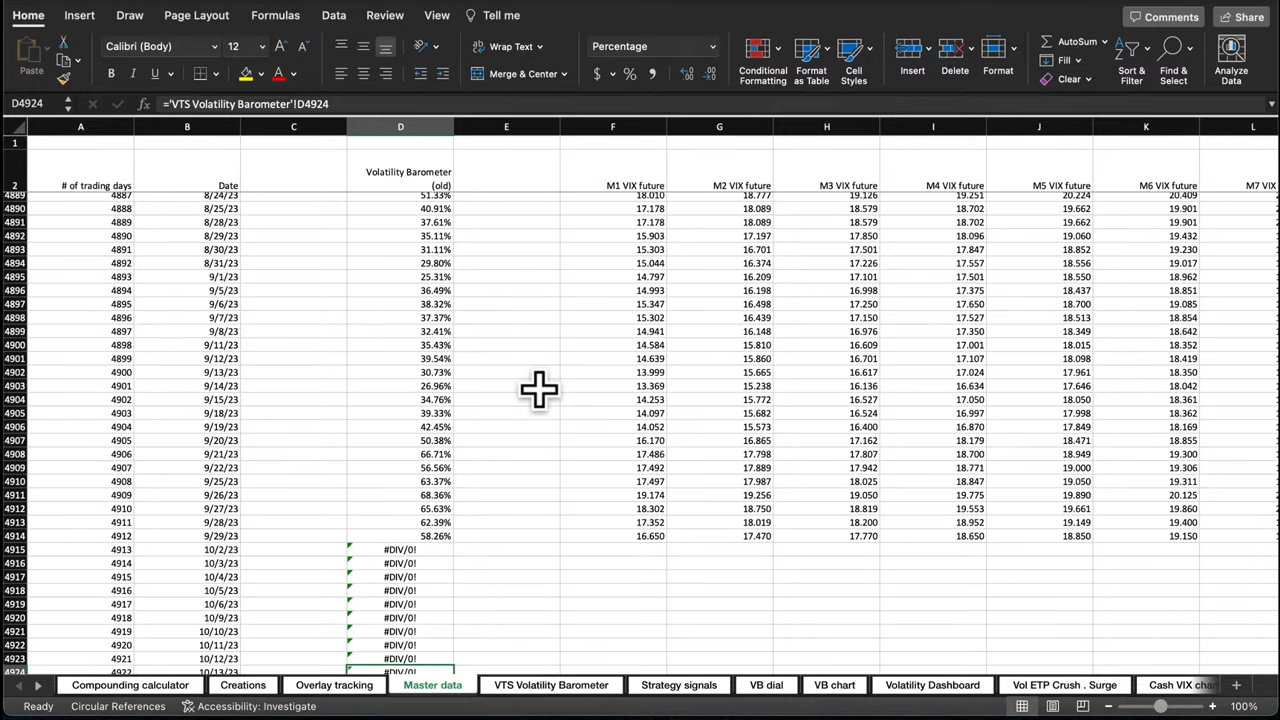 Home Insert Draw Page Layout Formulas Data Review View Tell me Comments Share
Paste Calibri (Body) 12 Wrap Text Percentage Conditional Formatting Format as Table Cell Styles Insert Delete Format AutoSum Sort & Filter Find & Select Analyze Data
B I U Merge & Center $ % Fill Clear
D4924 fx ='VTS Volatility Barometer'!D4924
A B C D E F G H I J K L
1
2 # of trading days Date Volatility Barometer (old) M1 VIX future M2 VIX future M3 VIX future M4 VIX future M5 VIX future M6 VIX future M7 VIX
4889 4887 8/24/23 51.33% 18.010 18.777 19.126 19.251 20.224 20.409
4890 4888 8/25/23 40.91% 17.178 18.089 18.579 18.702 19.662 19.901
4891 4889 8/28/23 37.61% 17.178 18.089 18.579 18.702 19.662 19.901
4892 4890 8/29/23 35.11% 15.903 17.197 17.850 18.096 19.060 19.432
4893 4891 8/30/23 31.11% 15.303 16.701 17.501 17.847 18.852 19.230
4894 4892 8/31/23 29.80% 15.044 16.374 17.226 17.557 18.556 19.017
4895 4893 9/1/23 25.31% 14.797 16.209 17.101 17.501 18.550 18.962
4896 4894 9/5/23 36.49% 14.993 16.198 16.998 17.375 18.437 18.851
4897 4895 9/6/23 38.32% 15.347 16.498 17.250 17.650 18.700 19.085
4898 4896 9/7/23 37.37% 15.302 16.439 17.150 17.527 18.513 18.854
4899 4897 9/8/23 32.41% 14.941 16.148 16.976 17.350 18.349 18.642
4900 4898 9/11/23 35.43% 14.584 15.810 16.609 17.001 18.015 18.352
4901 4899 9/12/23 39.54% 14.639 15.860 16.701 17.107 18.098 18.419
4902 4900 9/13/23 30.73% 13.999 15.665 16.617 17.024 17.961 18.350
4903 4901 9/14/23 26.96% 13.369 15.238 16.136 16.634 17.646 18.042
4904 4902 9/15/23 34.76% 14.253 15.772 16.527 17.050 18.050 18.361
4905 4903 9/18/23 39.33% 14.097 15.682 16.524 16.997 17.998 18.362
4906 4904 9/19/23 42.45% 14.052 15.573 16.400 16.870 17.849 18.169
4907 4905 9/20/23 50.38% 16.170 16.865 17.162 18.179 18.471 18.855
4908 4906 9/21/23 66.71% 17.486 17.798 17.807 18.700 18.949 19.300
4909 4907 9/22/23 56.56% 17.492 17.889 17.942 18.771 19.000 19.306
4910 4908 9/25/23 63.37% 17.497 17.987 18.025 18.847 19.050 19.311
4911 4909 9/26/23 68.36% 19.174 19.256 19.050 19.775 19.890 20.125
4912 4910 9/27/23 65.63% 18.302 18.750 18.819 19.553 19.661 19.860
4913 4911 9/28/23 62.39% 17.352 18.019 18.200 18.952 19.149 19.400
4914 4912 9/29/23 58.26% 16.650 17.470 17.770 18.650 18.850 19.150
4915 4913 10/2/23 #DIV/0!
4916 4914 10/3/23 #DIV/0!
4917 4915 10/4/23 #DIV/0!
4918 4916 10/5/23 #DIV/0!
4919 4917 10/6/23 #DIV/0!
4920 4918 10/9/23 #DIV/0!
4921 4919 10/10/23 #DIV/0!
4922 4920 10/11/23 #DIV/0!
4923 4921 10/12/23 #DIV/0!
4924 4922 10/13/23 #DIV/0!
Compounding calculator Creations Overlay tracking Master data VTS Volatility Barometer Strategy signals VB dial VB chart Volatility Dashboard Vol ETP Crush . Surge Cash VIX char
Ready Circular References Accessibility: Investigate 100%